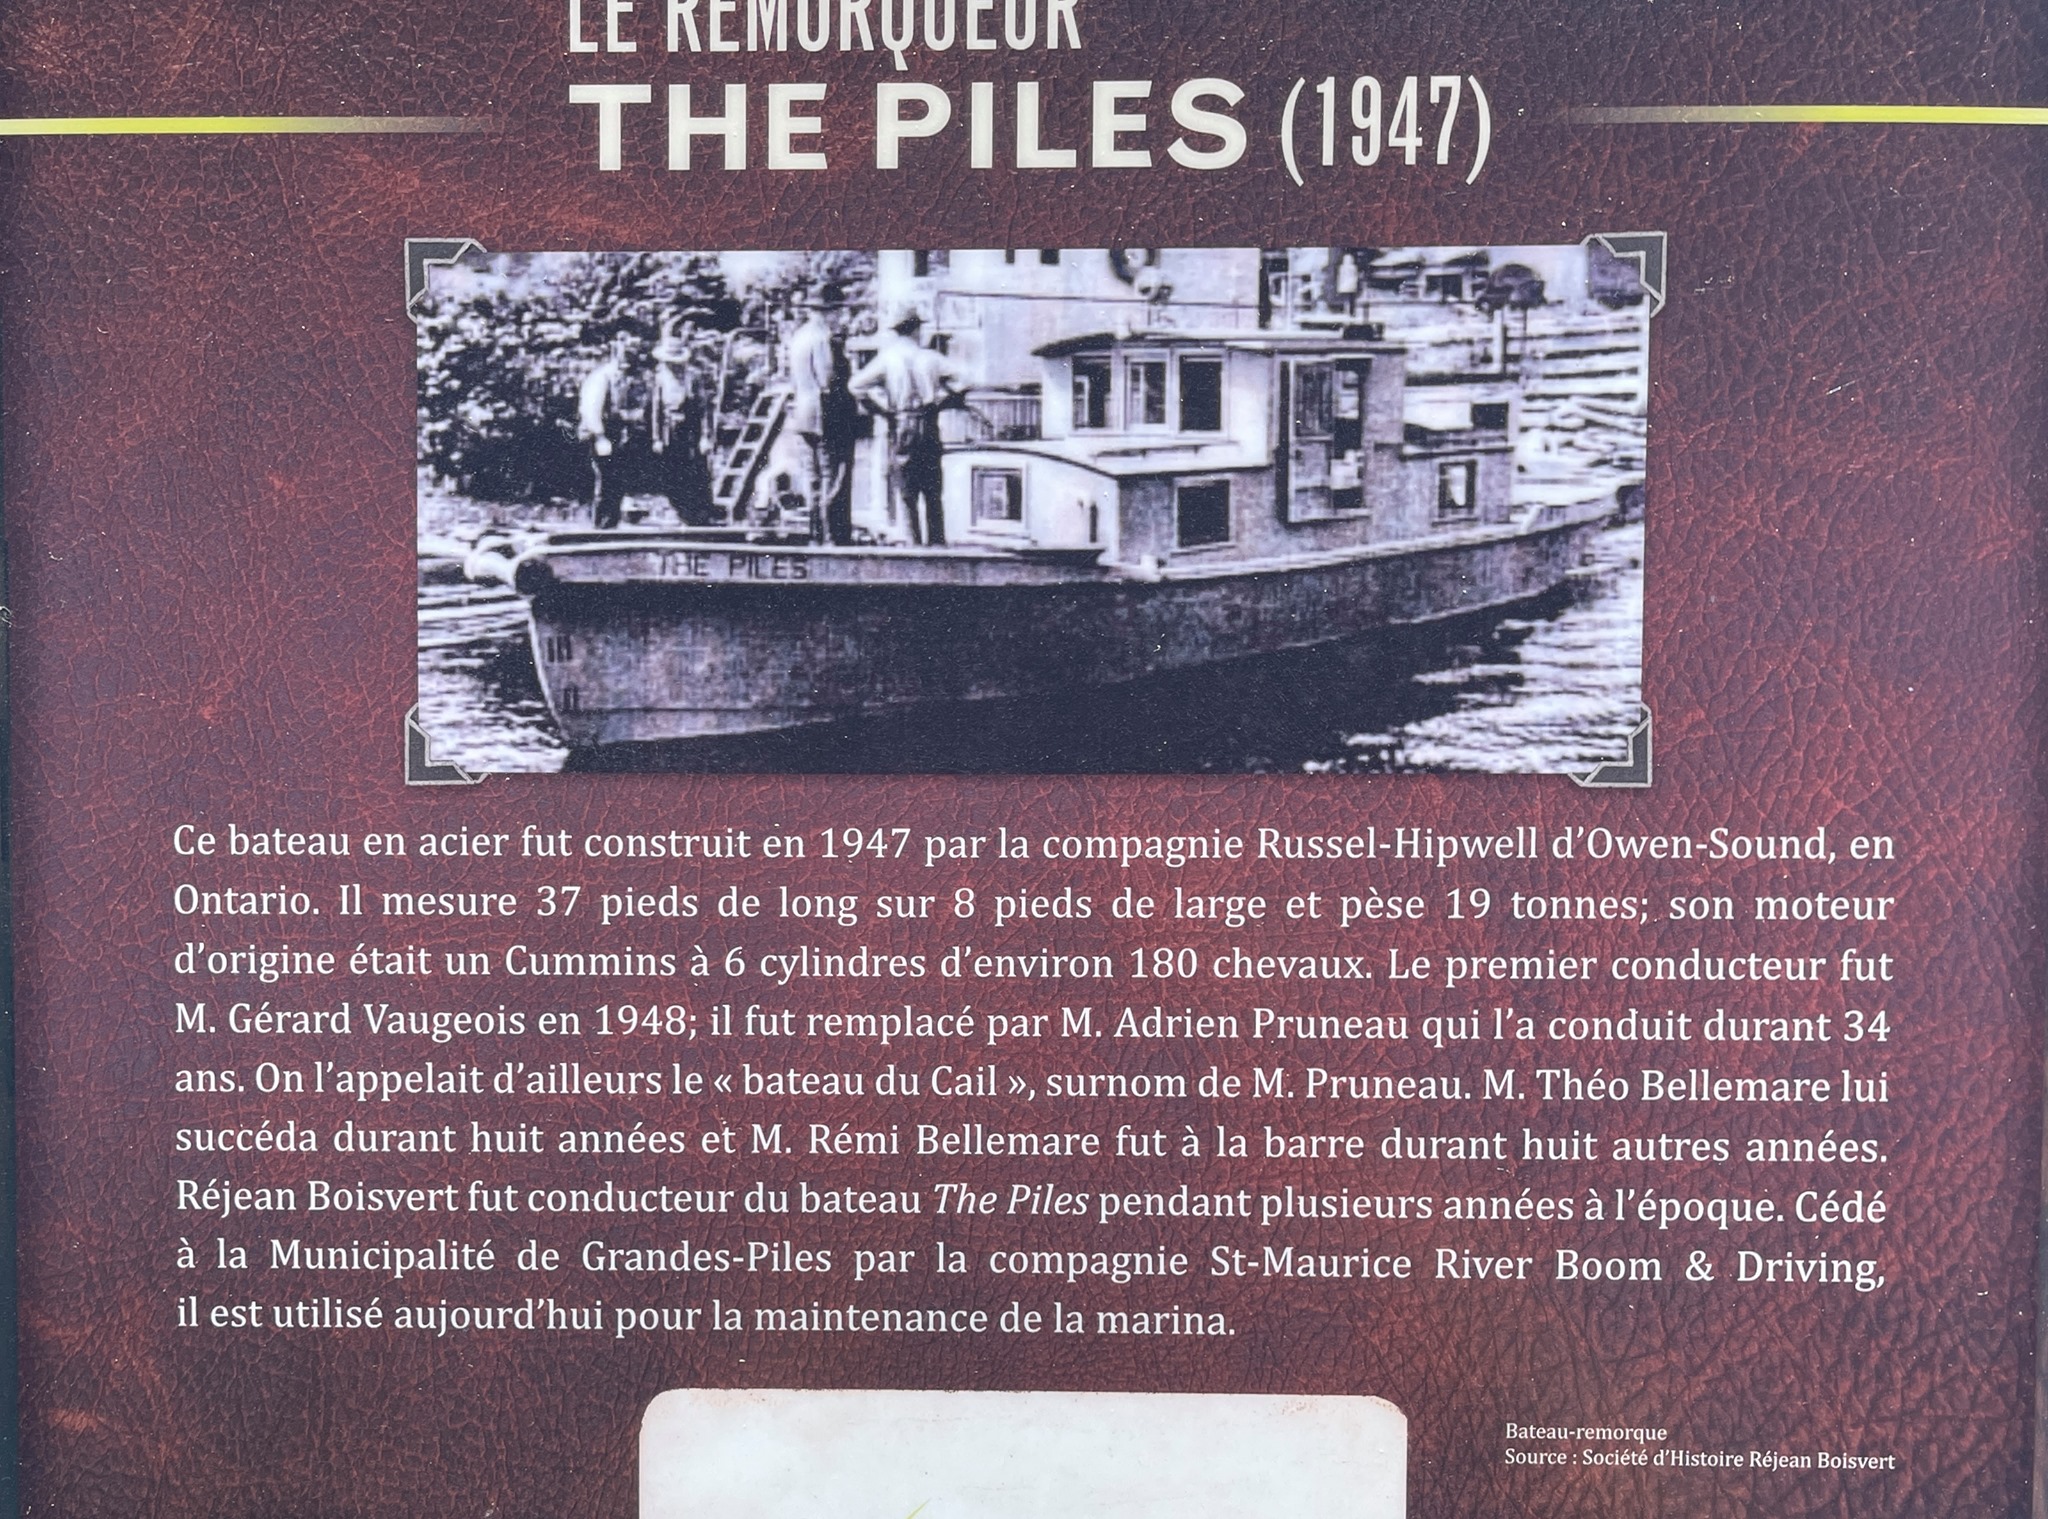 LE REMORQUEUR
THE PILES (1947)
THE PILES
Ce bateau en acier fut construit en 1947 par la compagnie Russel-Hipwell d’Owen-Sound, en
Ontario. Il mesure 37 pieds de long sur 8 pieds de large et pèse 19 tonnes; son moteur
d’origine était un Cummins à 6 cylindres d’environ 180 chevaux. Le premier conducteur fut
M. Gérard Vaugeois en 1948; il fut remplacé par M. Adrien Pruneau qui l’a conduit durant 34
ans. On l’appelait d’ailleurs le « bateau du Cail », surnom de M. Pruneau. M. Théo Bellemare lui
succéda durant huit années et M. Rémi Bellemare fut à la barre durant huit autres années.
Réjean Boisvert fut conducteur du bateau The Piles pendant plusieurs années à l’époque. Cédé
à la Municipalité de Grandes-Piles par la compagnie St-Maurice River Boom & Driving,
il est utilisé aujourd’hui pour la maintenance de la marina.
Bateau-remorque
Source : Société d’Histoire Réjean Boisvert